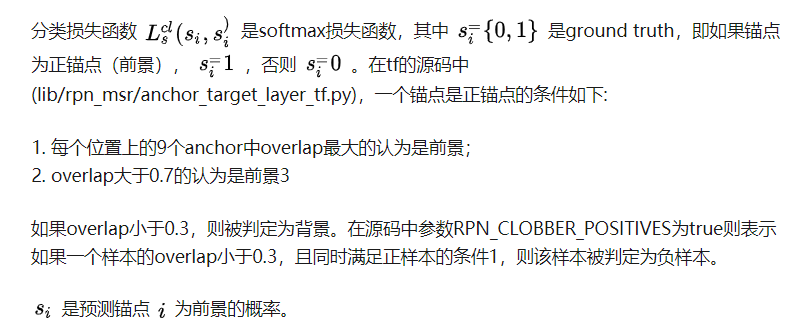 分类损失函数 L_s^{cl}(s_i, s_i^) 是softmax损失函数，其中 s_i^={0,1} 是ground truth，即如果锚点
为正锚点（前景）， s_i^=1 ，否则 s_i^=0 。在tf的源码中
(lib/rpn_msr/anchor_target_layer_tf.py)，一个锚点是正锚点的条件如下:
1. 每个位置上的9个anchor中overlap最大的认为是前景；
2. overlap大于0.7的认为是前景3
如果overlap小于0.3，则被判定为背景。在源码中参数RPN_CLOBBER_POSITIVES为true则表示
如果一个样本的overlap小于0.3，且同时满足正样本的条件1，则该样本被判定为负样本。
s_i 是预测锚点 i 为前景的概率。